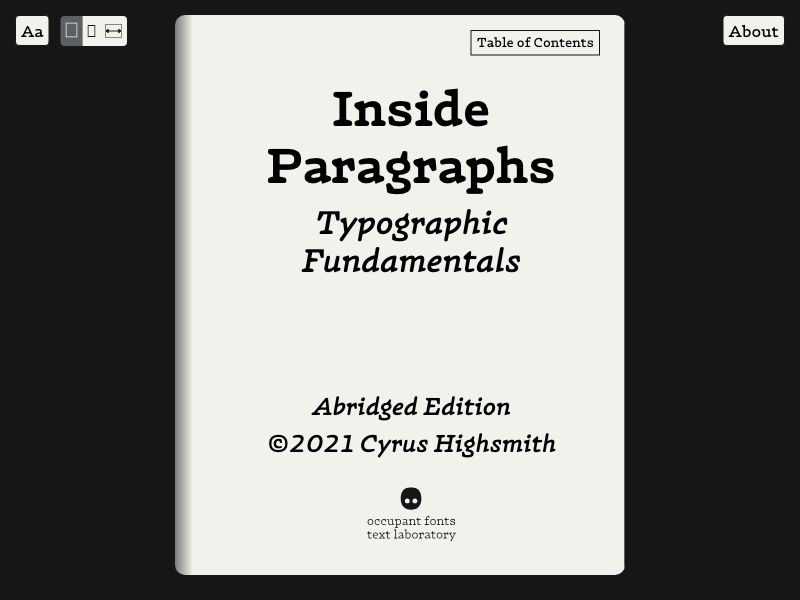 Aa
About
Table of Contents
Inside
Paragraphs
Typographic
Fundamentals
Abridged Edition
©2021 Cyrus Highsmith
occupant fonts
text laboratory